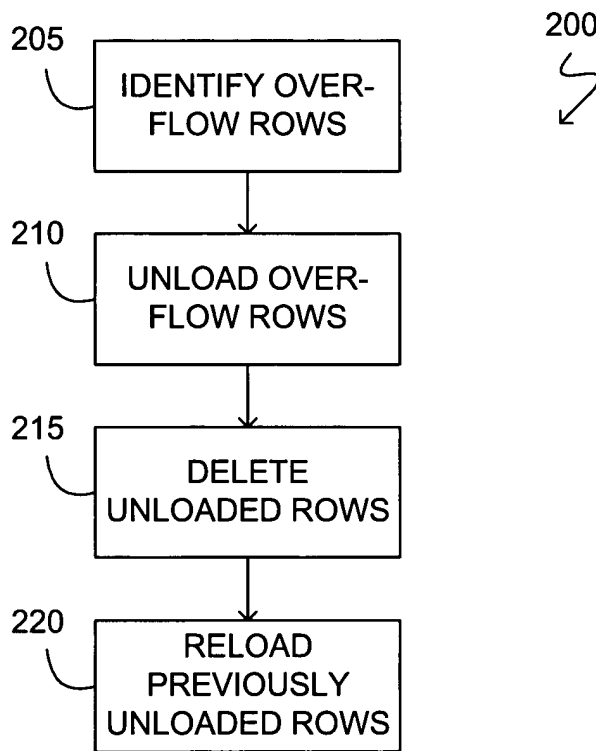 205
200
IDENTIFY OVER-
FLOW ROWS
210
UNLOAD OVER-
FLOW ROWS
215
DELETE
UNLOADED ROWS
220
RELOAD
PREVIOUSLY
UNLOADED ROWS